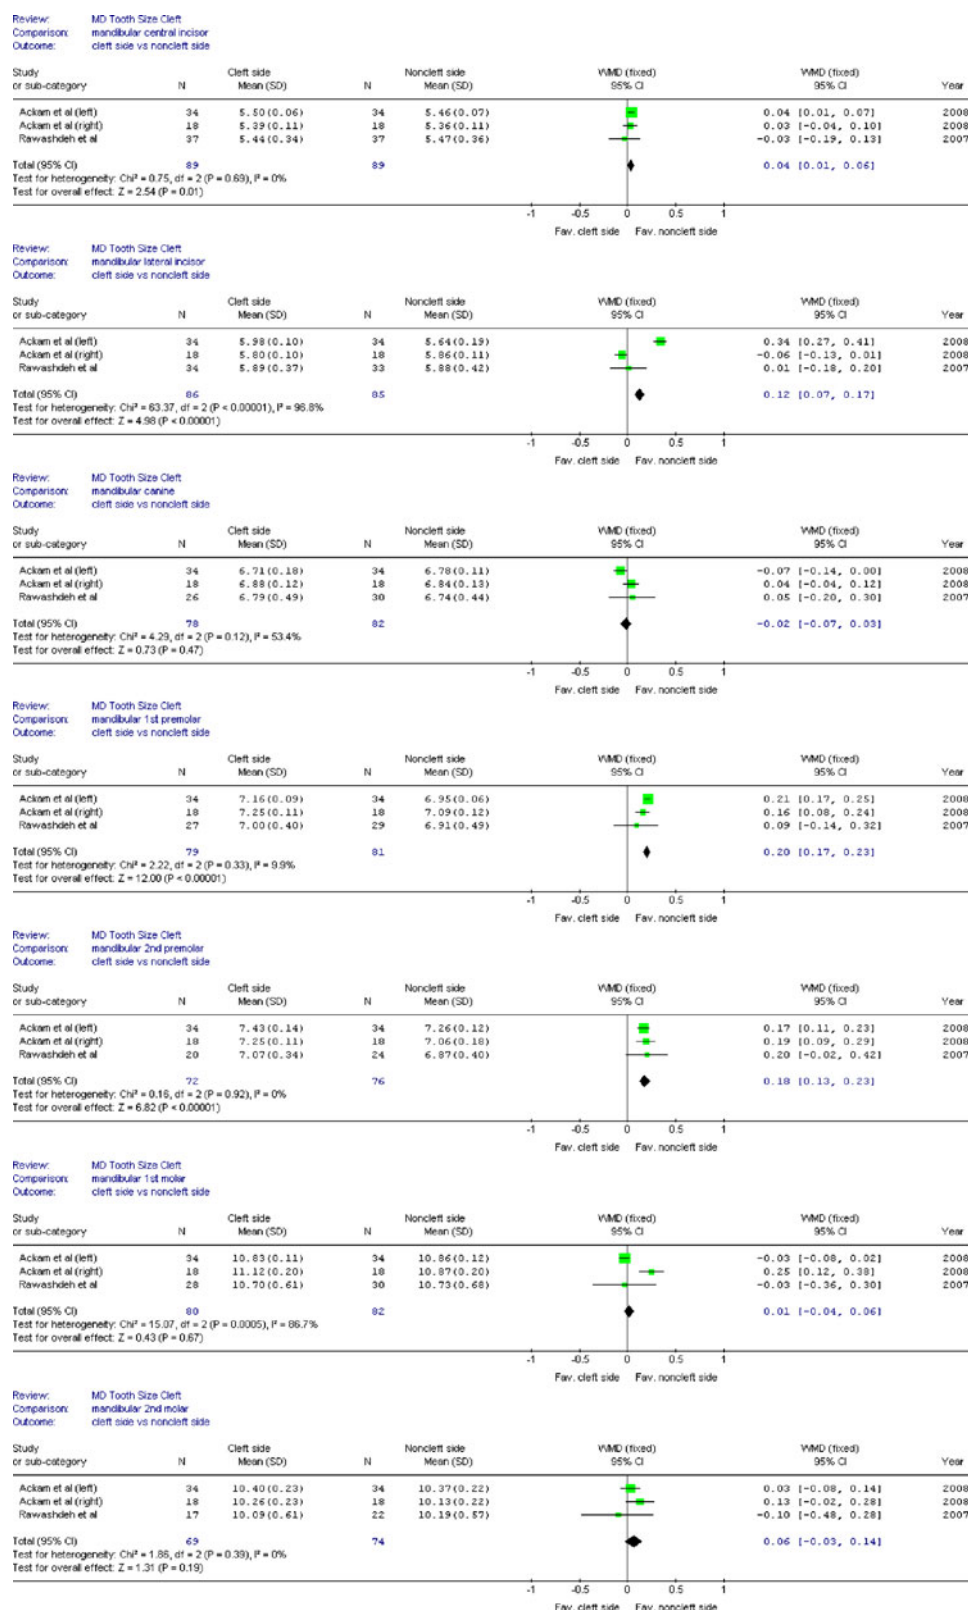 Review: MD Tooth Size Cleft
Comparison: mandibular central incisor
Outcome: cleft side vs noncleft side
Study Cleft side Noncleft side WMD (fixed) WMD (fixed)
or sub-category N Mean (SD) N Mean (SD) 95% CI 95% CI Year
Ackam et al (left) 34 5.50(0.06) 34 5.46(0.07) 0.04 [0.01, 0.07] 2008
Ackam et al (right) 18 5.39(0.11) 18 5.36(0.11) 0.03 [-0.04, 0.10] 2008
Rawashdeh et al 37 5.44(0.34) 37 5.47(0.36) -0.03 [-0.19, 0.13] 2007
Total (95% CI) 89 89 0.04 [0.01, 0.06]
Test for heterogeneity: Chi² = 0.75, df = 2 (P = 0.69), I² = 0%
Test for overall effect: Z = 2.54 (P = 0.01)
-1 -0.5 0 0.5 1
Fav. cleft side Fav. noncleft side
Review: MD Tooth Size Cleft
Comparison: mandibular lateral incisor
Outcome: cleft side vs noncleft side
Study Cleft side Noncleft side WMD (fixed) WMD (fixed)
or sub-category N Mean (SD) N Mean (SD) 95% CI 95% CI Year
Ackam et al (left) 34 5.98(0.10) 34 5.64(0.19) 0.34 [0.27, 0.41] 2008
Ackam et al (right) 18 5.80(0.10) 18 5.86(0.11) -0.06 [-0.13, 0.01] 2008
Rawashdeh et al 34 5.89(0.37) 33 5.88(0.42) 0.01 [-0.18, 0.20] 2007
Total (95% CI) 86 85 0.12 [0.07, 0.17]
Test for heterogeneity: Chi² = 63.37, df = 2 (P < 0.00001), I² = 96.8%
Test for overall effect: Z = 4.98 (P < 0.00001)
-1 -0.5 0 0.5 1
Fav. cleft side Fav. noncleft side
Review: MD Tooth Size Cleft
Comparison: mandibular canine
Outcome: cleft side vs noncleft side
Study Cleft side Noncleft side WMD (fixed) WMD (fixed)
or sub-category N Mean (SD) N Mean (SD) 95% CI 95% CI Year
Ackam et al (left) 34 6.71(0.18) 34 6.78(0.11) -0.07 [-0.14, 0.00] 2008
Ackam et al (right) 18 6.88(0.12) 18 6.84(0.13) 0.04 [-0.04, 0.12] 2008
Rawashdeh et al 26 6.79(0.49) 30 6.74(0.44) 0.05 [-0.20, 0.30] 2007
Total (95% CI) 78 82 -0.02 [-0.07, 0.03]
Test for heterogeneity: Chi² = 4.29, df = 2 (P = 0.12), I² = 53.4%
Test for overall effect: Z = 0.73 (P = 0.47)
-1 -0.5 0 0.5 1
Fav. cleft side Fav. noncleft side
Review: MD Tooth Size Cleft
Comparison: mandibular 1st premolar
Outcome: cleft side vs noncleft side
Study Cleft side Noncleft side WMD (fixed) WMD (fixed)
or sub-category N Mean (SD) N Mean (SD) 95% CI 95% CI Year
Ackam et al (left) 34 7.16(0.09) 34 6.95(0.06) 0.21 [0.17, 0.25] 2008
Ackam et al (right) 18 7.25(0.11) 18 7.09(0.12) 0.16 [0.08, 0.24] 2008
Rawashdeh et al 27 7.00(0.40) 29 6.91(0.49) 0.09 [-0.14, 0.32] 2007
Total (95% CI) 79 81 0.20 [0.17, 0.23]
Test for heterogeneity: Chi² = 2.22, df = 2 (P = 0.33), I² = 9.9%
Test for overall effect: Z = 12.00 (P < 0.00001)
-1 -0.5 0 0.5 1
Fav. cleft side Fav. noncleft side
Review: MD Tooth Size Cleft
Comparison: mandibular 2nd premolar
Outcome: cleft side vs noncleft side
Study Cleft side Noncleft side WMD (fixed) WMD (fixed)
or sub-category N Mean (SD) N Mean (SD) 95% CI 95% CI Year
Ackam et al (left) 34 7.43(0.14) 34 7.26(0.12) 0.17 [0.11, 0.23] 2008
Ackam et al (right) 18 7.25(0.11) 18 7.06(0.18) 0.19 [0.09, 0.29] 2008
Rawashdeh et al 20 7.07(0.34) 24 6.87(0.40) 0.20 [-0.02, 0.42] 2007
Total (95% CI) 72 76 0.18 [0.13, 0.23]
Test for heterogeneity: Chi² = 0.16, df = 2 (P = 0.92), I² = 0%
Test for overall effect: Z = 6.82 (P < 0.00001)
-1 -0.5 0 0.5 1
Fav. cleft side Fav. noncleft side
Review: MD Tooth Size Cleft
Comparison: mandibular 1st molar
Outcome: cleft side vs noncleft side
Study Cleft side Noncleft side WMD (fixed) WMD (fixed)
or sub-category N Mean (SD) N Mean (SD) 95% CI 95% CI Year
Ackam et al (left) 34 10.83(0.11) 34 10.86(0.12) -0.03 [-0.08, 0.02] 2008
Ackam et al (right) 18 11.12(0.20) 18 10.87(0.20) 0.25 [0.12, 0.38] 2008
Rawashdeh et al 28 10.70(0.61) 30 10.73(0.68) -0.03 [-0.36, 0.30] 2007
Total (95% CI) 80 82 0.01 [-0.04, 0.06]
Test for heterogeneity: Chi² = 15.07, df = 2 (P = 0.0005), I² = 86.7%
Test for overall effect: Z = 0.43 (P = 0.67)
-1 -0.5 0 0.5 1
Fav. cleft side Fav. noncleft side
Review: MD Tooth Size Cleft
Comparison: mandibular 2nd molar
Outcome: cleft side vs noncleft side
Study Cleft side Noncleft side WMD (fixed) WMD (fixed)
or sub-category N Mean (SD) N Mean (SD) 95% CI 95% CI Year
Ackam et al (left) 34 10.40(0.23) 34 10.37(0.22) 0.03 [-0.08, 0.14] 2008
Ackam et al (right) 18 10.26(0.23) 18 10.13(0.22) 0.13 [-0.02, 0.28] 2008
Rawashdeh et al 17 10.09(0.61) 22 10.19(0.57) -0.10 [-0.48, 0.28] 2007
Total (95% CI) 69 74 0.06 [-0.03, 0.14]
Test for heterogeneity: Chi² = 1.86, df = 2 (P = 0.39), I² = 0%
Test for overall effect: Z = 1.31 (P = 0.19)
-1 -0.5 0 0.5 1
Fav. cleft side Fav. noncleft side